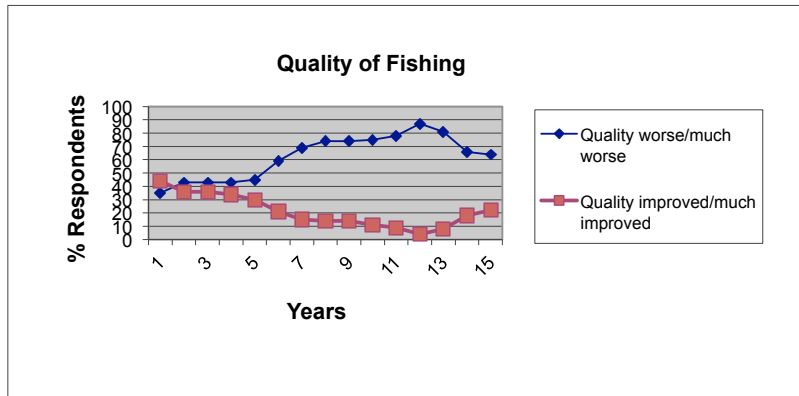 Quality of Fishing
% Respondents
100
90
80
70
60
50
40
30
20
10
0
1
3
5
7
9
11
13
15
Years
Quality worse/much
worse
Quality improved/much
improved